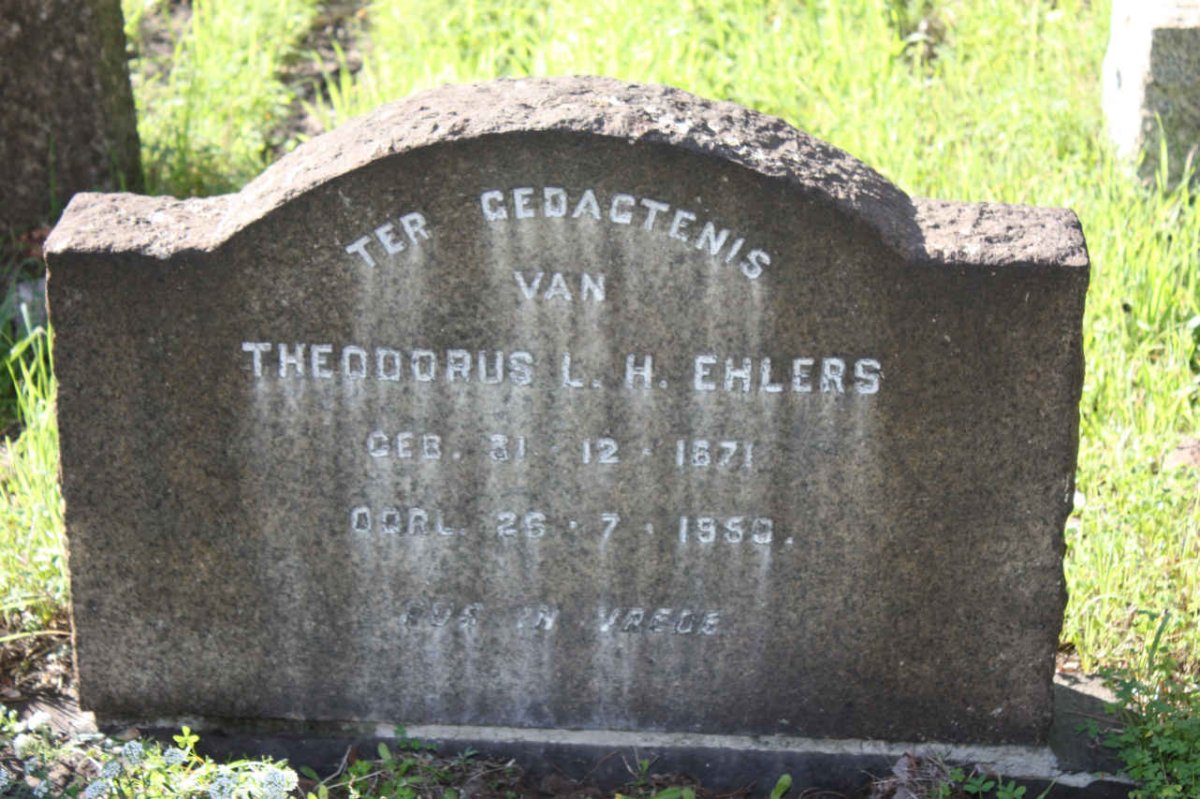 TER GEDAGTENIS
VAN
THEODORUS L. H. EHLERS
GEB. 31 · 12 · 1871
OORL. 26 · 7 · 1950.
RUS IN VREDE